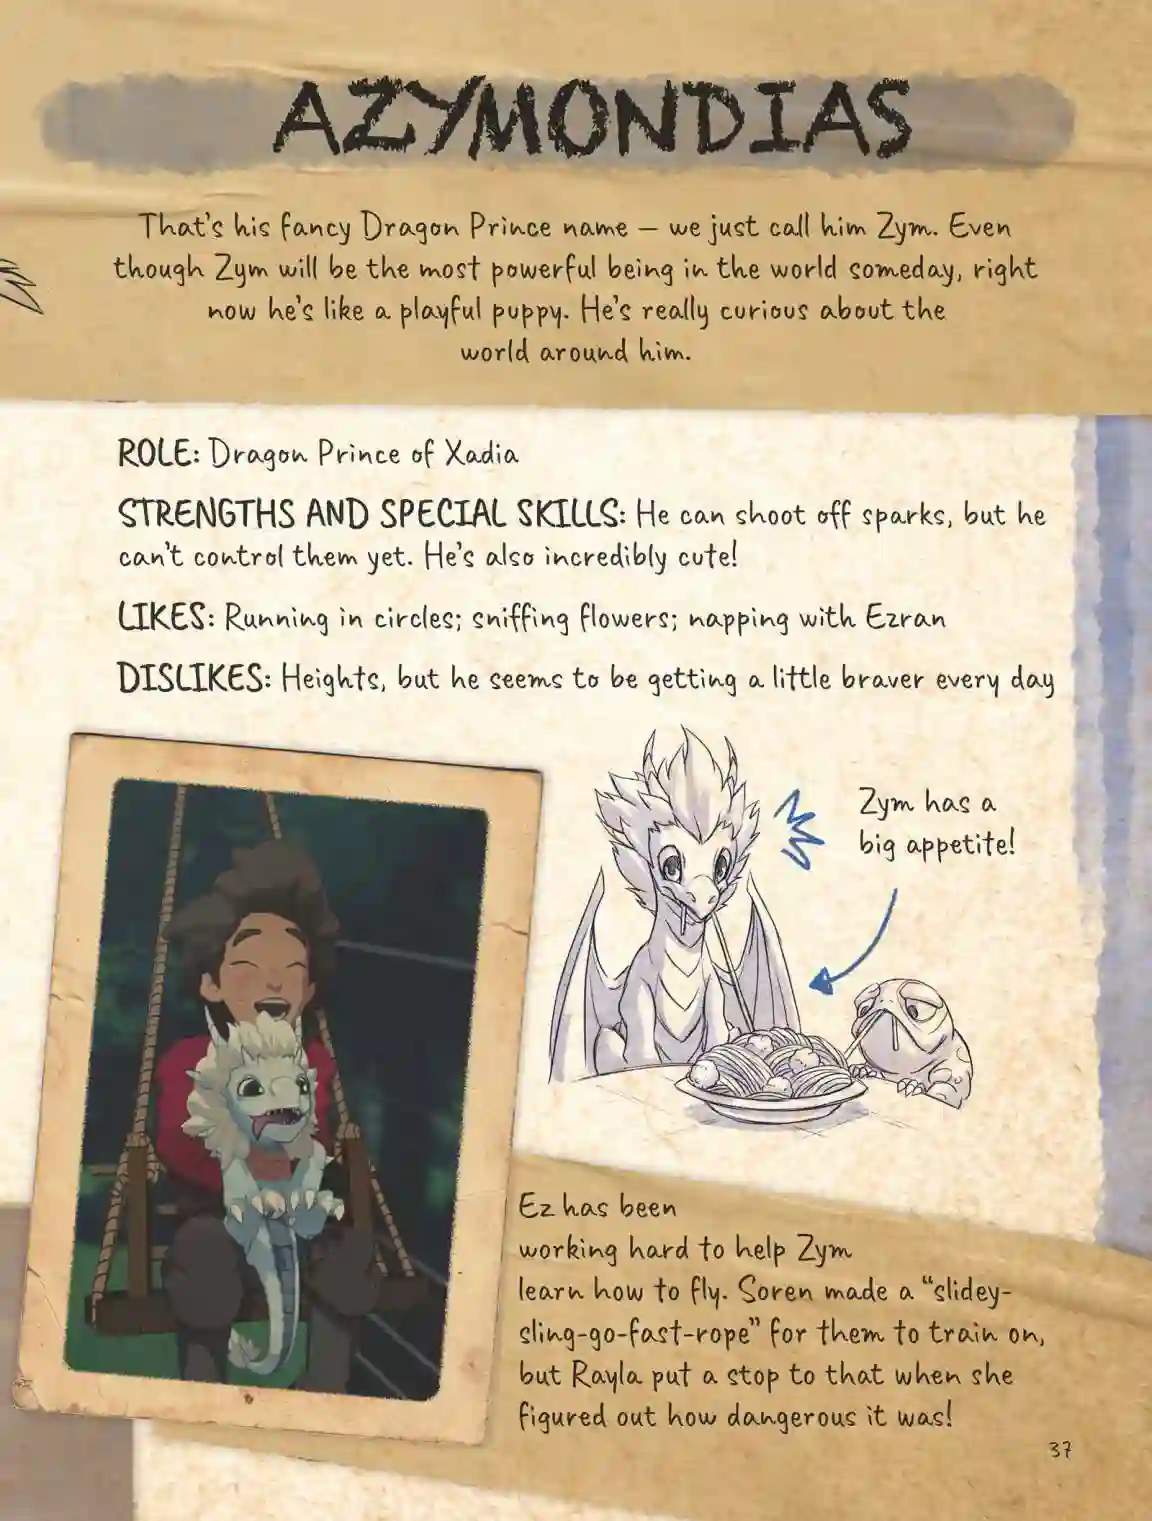 AZYMONDIAS
That's his fancy Dragon Prince name – we just call him Zym. Even
though Zym will be the most powerful being in the world someday, right
now he's like a playful puppy. He's really curious about the
world around him.
ROLE: Dragon Prince of Xadia
STRENGTHS AND SPECIAL SKILLS: He can shoot off sparks, but he
can't control them yet. He's also incredibly cute!
LIKES: Running in circles; sniffing flowers; napping with Ezran
DISLIKES: Heights, but he seems to be getting a little braver every day
Zym has a
big appetite!
Ez has been
working hard to help Zym
learn how to fly. Soren made a "slidey-
sling-go-fast-rope" for them to train on,
but Rayla put a stop to that when she
figured out how dangerous it was!
37